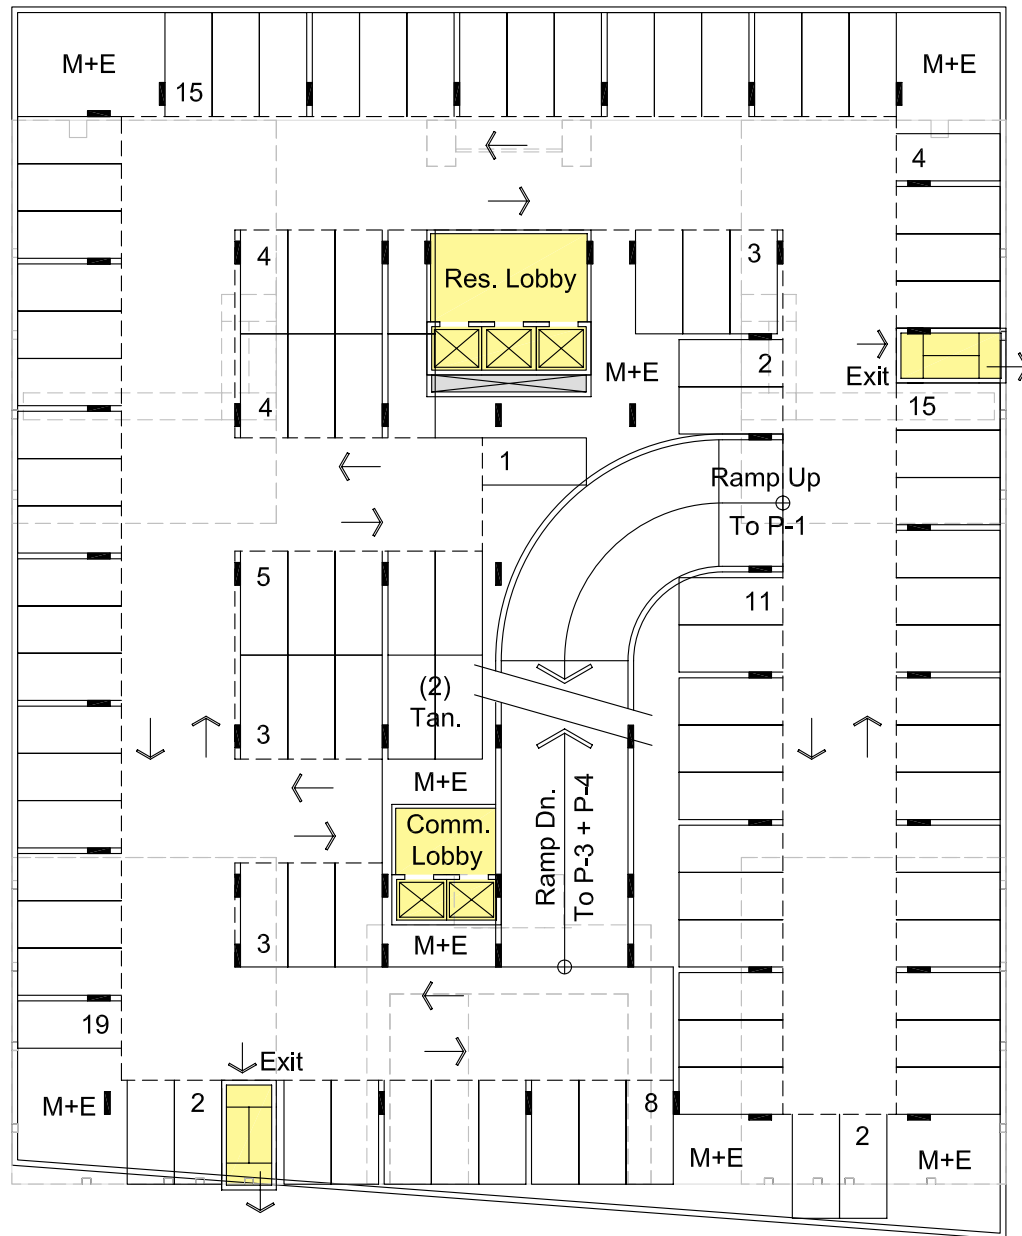 M+E
M+E
15
4
4
3
Res. Lobby
2
M+E
Exit
4
15
1
Ramp Up
To P-1
5
11
(2)
Tan.
3
M+E
Ramp Dn.
To P-3 + P-4
Comm.
Lobby
3
M+E
19
Exit
M+E
2
8
2
M+E
M+E